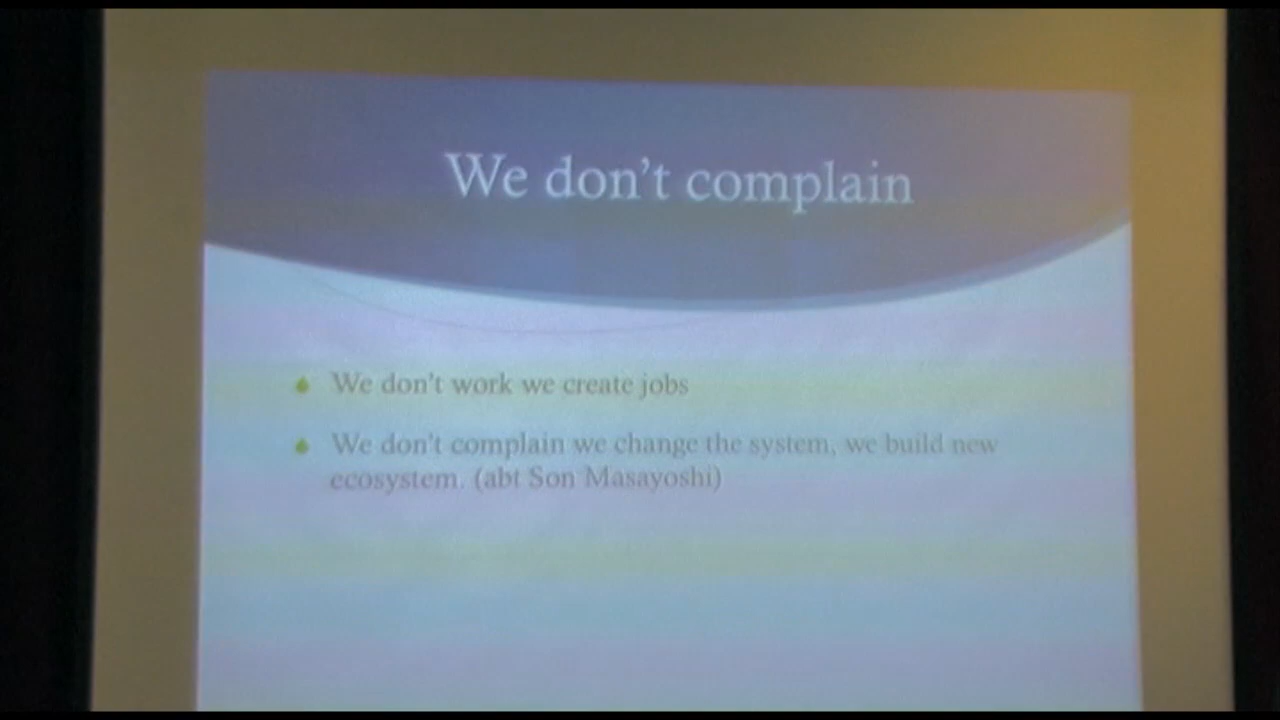 We don't complain
We don't work we create jobs
We don't complain we change the system, we build new
ecosystem. (abt Son Masayoshi)